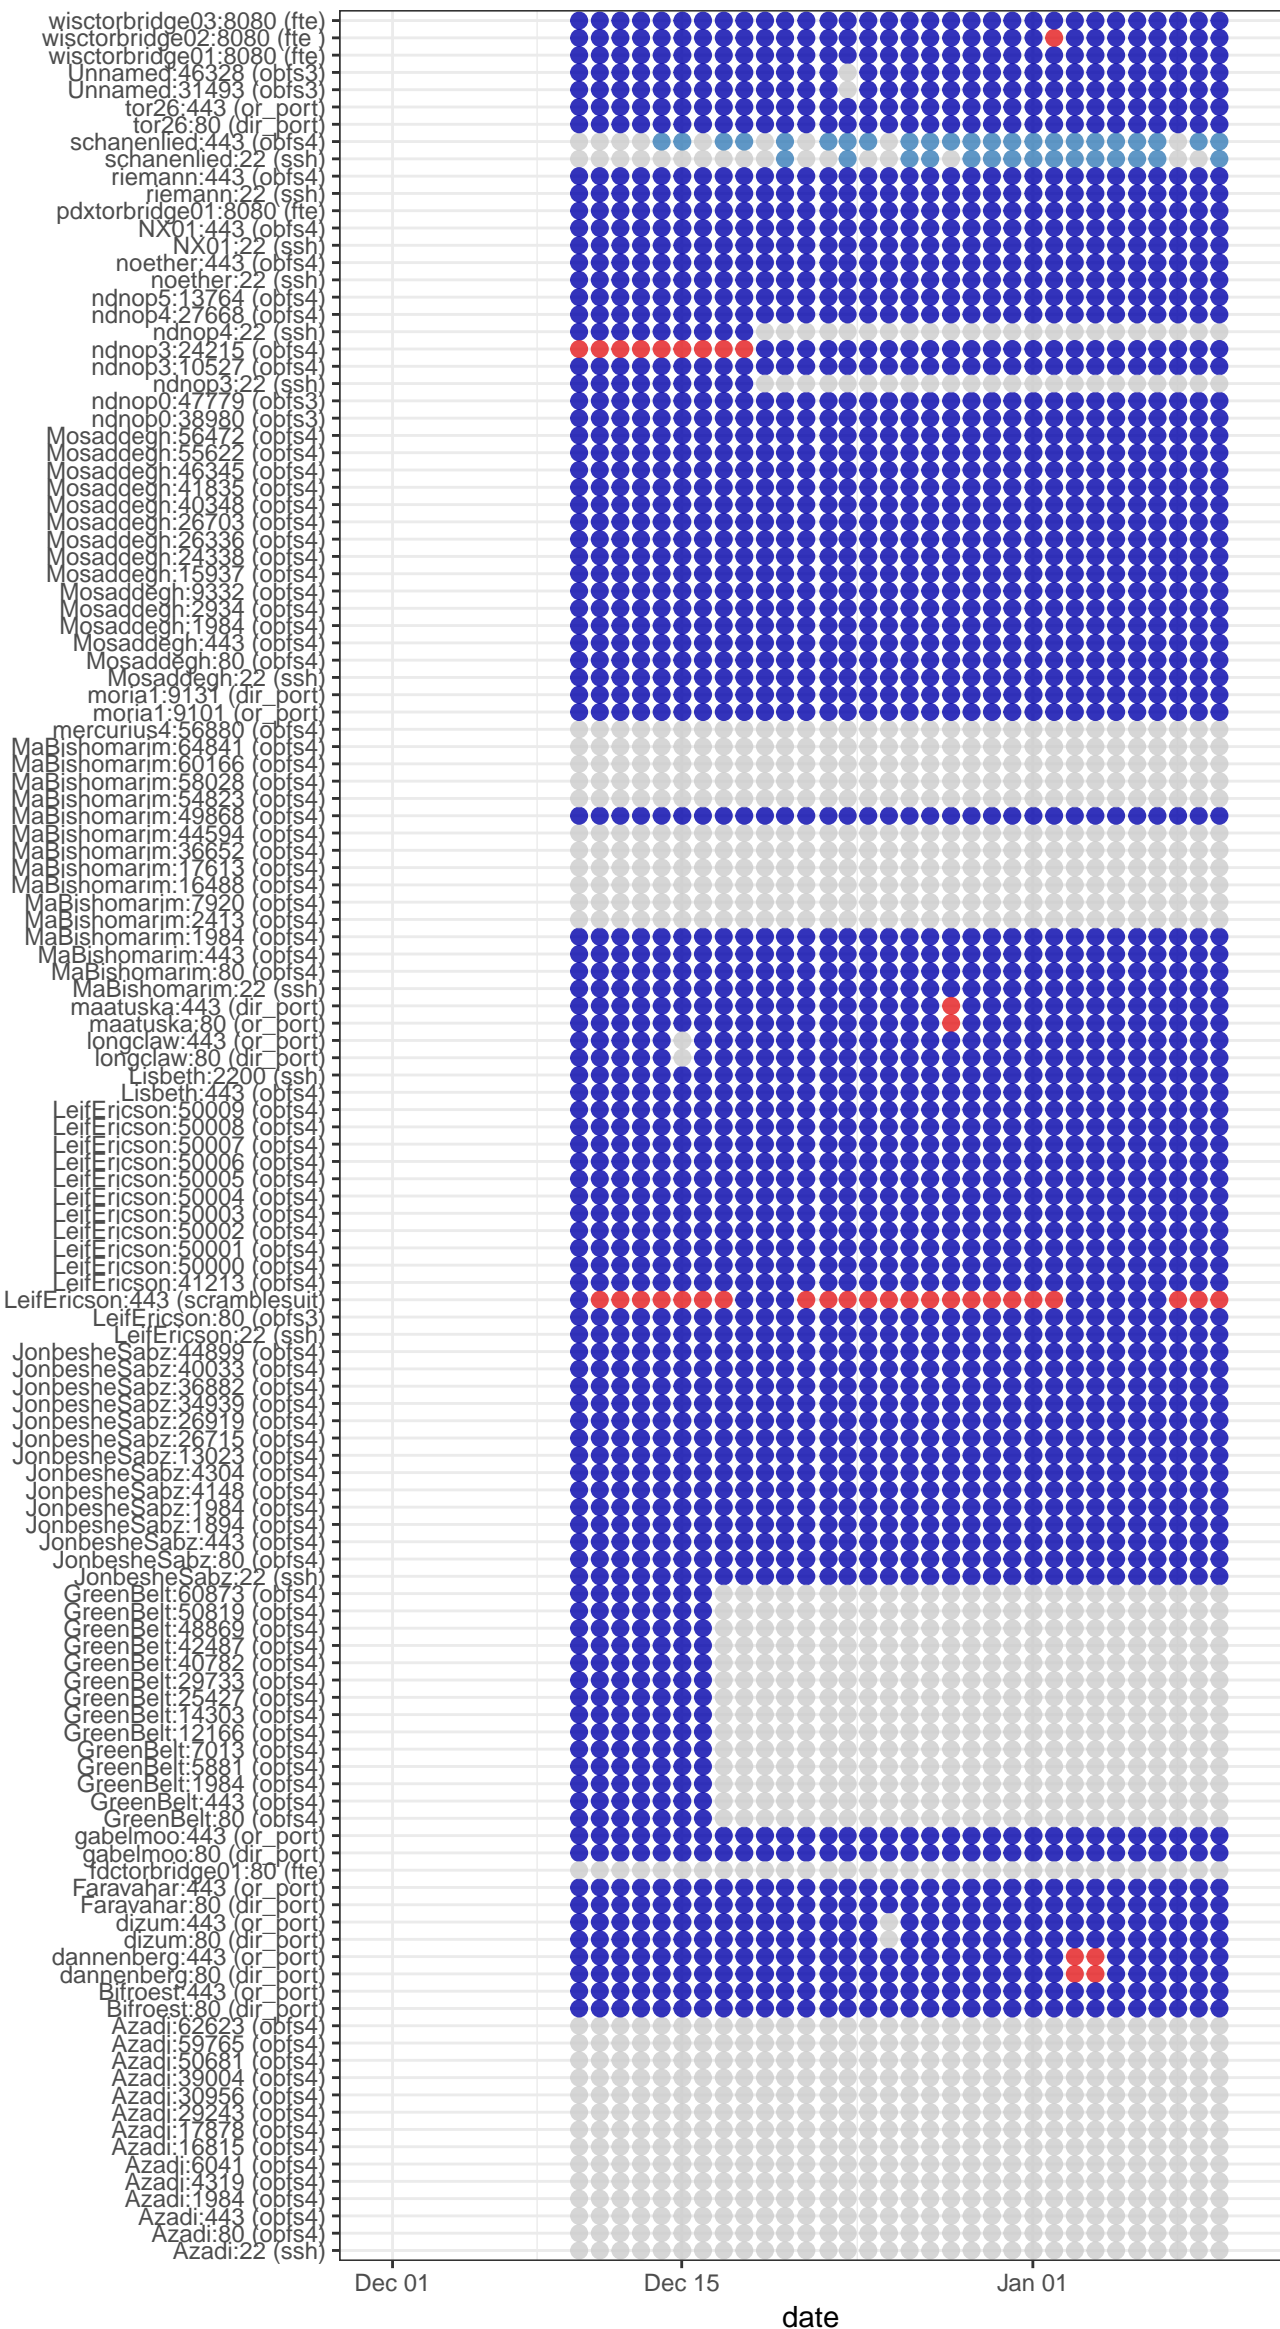 wisctorbridge03:8080 (fte)
wisctorbridge02:8080 (fte )
wisctorbridge01:8080 (fte)
Unnamed:46328 (obfs3)
Unnamed:31493 (obfs3)
tor26:443 (or_port)
tor26:80 (dir_port)
schanenlied:443 (obfs4)
schanenlied:22 (ssh)
riemann:443 (obfs4)
riemann:22 (ssh)
pdxtorbridge01:8080 (fte)
NX01:443 (obfs4)
NX01:22 (ssh)
noether:443 (obfs4)
noether:22 (ssh)
ndnop5:13764 (obfs4)
ndnop4:27668 (obfs4)
ndnop4:22 (ssh)
ndnop3:24215 (obfs4)
ndnop3:10527 (obfs4)
ndnop3:22 (ssh)
ndnop0:47779 (obfs3)
ndnop0:38980 (obfs3)
Mosaddegh:56472 (obfs4)
Mosaddegh:55622 (obfs4)
Mosaddegh:46345 (obfs4)
Mosaddegh:41835 (obfs4)
Mosaddegh:40348 (obfs4)
Mosaddegh:26703 (obfs4)
Mosaddegh:26336 (obfs4)
Mosaddegh:24338 (obfs4)
Mosaddegh:15937 (obfs4)
Mosaddegh:9332 (obfs4)
Mosaddegh:2934 (obfs4)
Mosaddegh:1984 (obfs4)
Mosaddegh:443 (obfs4)
Mosaddegh:80 (obfs4)
Mosaddegh:22 (ssh)
moria1:9131 (dir_port)
moria1:9101 (or_port)
mercurius4:56880 (obfs4)
MaBishomarim:64841 (obfs4)
MaBishomarim:60166 (obfs4)
MaBishomarim:58028 (obfs4)
MaBishomarim:54823 (obfs4)
MaBishomarim:49868 (obfs4)
MaBishomarim:44594 (obfs4)
MaBishomarim:36652 (obfs4)
MaBishomarim:17613 (obfs4)
MaBishomarim:16488 (obfs4)
MaBishomarim:7920 (obfs4)
MaBishomarim:2413 (obfs4)
MaBishomarim:1984 (obfs4)
MaBishomarim:443 (obfs4)
MaBishomarim:80 (obfs4)
MaBishomarim:22 (ssh)
maatuska:443 (dir_port)
maatuska:80 (or_port)
longclaw:443 (or_port)
longclaw:80 (dir_port)
Lisbeth:2200 (ssh)
Lisbeth:443 (obfs4)
LeifEricson:50009 (obfs4)
LeifEricson:50008 (obfs4)
LeifEricson:50007 (obfs4)
LeifEricson:50006 (obfs4)
LeifEricson:50005 (obfs4)
LeifEricson:50004 (obfs4)
LeifEricson:50003 (obfs4)
LeifEricson:50002 (obfs4)
LeifEricson:50001 (obfs4)
LeifEricson:50000 (obfs4)
LeifEricson:41213 (obfs4)
LeifEricson:443 (scramblesuit)
LeifEricson:80 (obfs3)
LeifEricson:22 (ssh)
JonbesheSabz:44899 (obfs4)
JonbesheSabz:40033 (obfs4)
JonbesheSabz:36882 (obfs4)
JonbesheSabz:34939 (obfs4)
JonbesheSabz:26919 (obfs4)
JonbesheSabz:26715 (obfs4)
JonbesheSabz:13023 (obfs4)
JonbesheSabz:4304 (obfs4)
JonbesheSabz:4148 (obfs4)
JonbesheSabz:1984 (obfs4)
JonbesheSabz:1894 (obfs4)
JonbesheSabz:443 (obfs4)
JonbesheSabz:80 (obfs4)
JonbesheSabz:22 (ssh)
GreenBelt:60873 (obfs4)
GreenBelt:50819 (obfs4)
GreenBelt:48869 (obfs4)
GreenBelt:42487 (obfs4)
GreenBelt:40782 (obfs4)
GreenBelt:29733 (obfs4)
GreenBelt:25427 (obfs4)
GreenBelt:14303 (obfs4)
GreenBelt:12166 (obfs4)
GreenBelt:7013 (obfs4)
GreenBelt:5881 (obfs4)
GreenBelt:1984 (obfs4)
GreenBelt:443 (obfs4)
GreenBelt:80 (obfs4)
gabelmoo:443 (or_port)
gabelmoo:80 (dir_port)
fdctorbridge01:80 (fte)
Faravahar:443 (or_port)
Faravahar:80 (dir_port)
dizum:443 (or_port)
dizum:80 (dir_port)
dannenberg:443 (or_port)
dannenberg:80 (dir_port)
Bifroest:443 (or_port)
Bifroest:80 (dir_port)
Azadi:62623 (obfs4)
Azadi:59765 (obfs4)
Azadi:50681 (obfs4)
Azadi:39004 (obfs4)
Azadi:30956 (obfs4)
Azadi:29243 (obfs4)
Azadi:17878 (obfs4)
Azadi:16815 (obfs4)
Azadi:6041 (obfs4)
Azadi:4319 (obfs4)
Azadi:1984 (obfs4)
Azadi:443 (obfs4)
Azadi:80 (obfs4)
Azadi:22 (ssh)
Dec 01 Dec 15 Jan 01
date